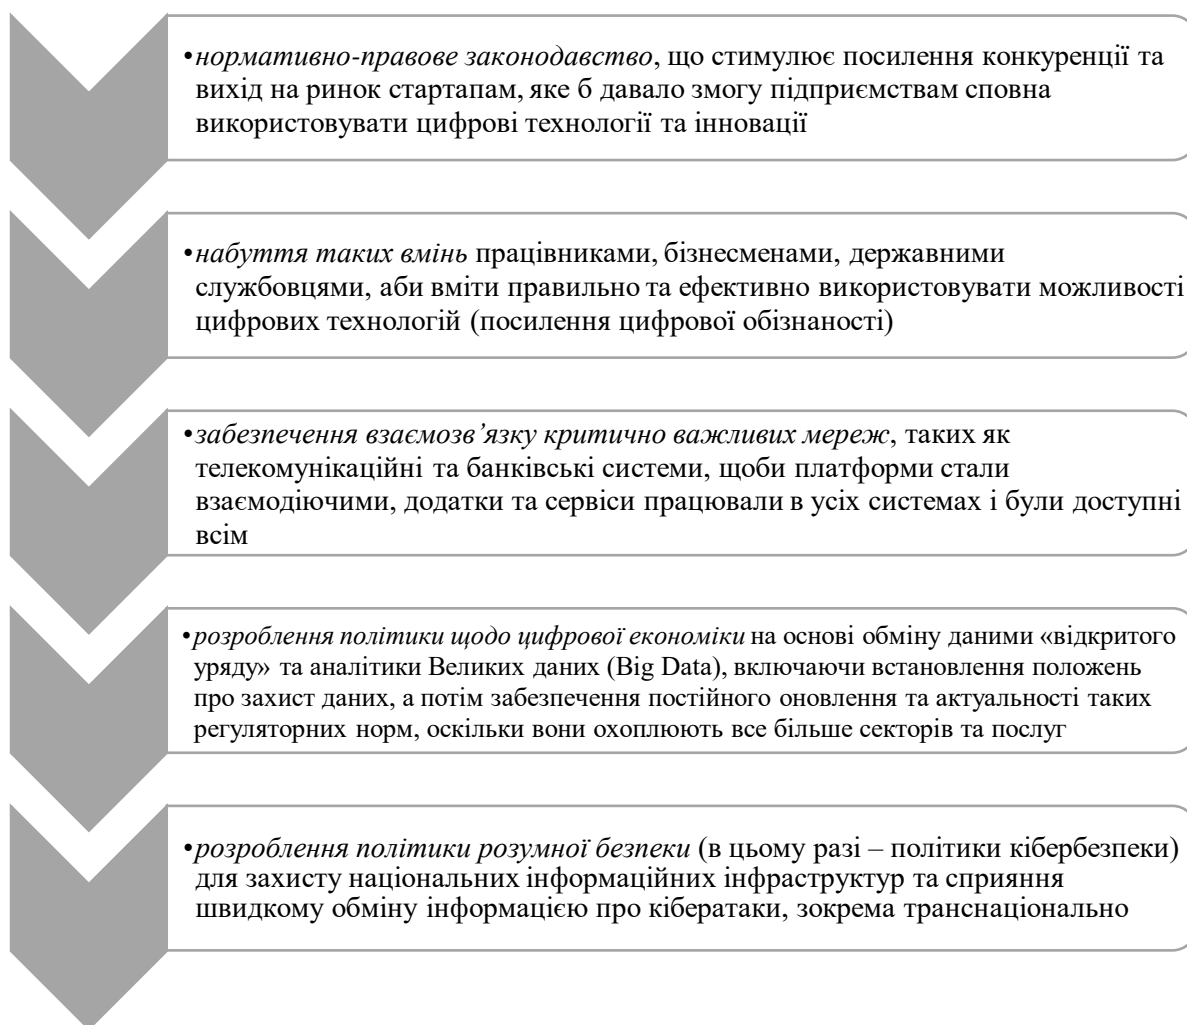 •нормативно-правове законодавство, що стимулює посилення конкуренції та
вихід на ринок стартапам, яке б давало змогу підприємствам сповна
використовувати цифрові технології та інновації
•набуття таких вмінь працівниками, бізнесменами, державними
службовцями, аби вміти правильно та ефективно використовувати можливості
цифрових технологій (посилення цифрової обізнаності)
•забезпечення взаємозв’язку критично важливих мереж, таких як
телекомунікаційні та банківські системи, щоби платформи стали
взаємодіючими, додатки та сервіси працювали в усіх системах і були доступні
всім
•розроблення політики щодо цифрової економіки на основі обміну даними «відкритого
уряду» та аналітики Великих даних (Big Data), включаючи встановлення положень
про захист даних, а потім забезпечення постійного оновлення та актуальності таких
регуляторних норм, оскільки вони охоплюють все більше секторів та послуг
•розроблення політики розумної безпеки (в цьому разі – політики кібербезпеки)
для захисту національних інформаційних інфраструктур та сприяння
швидкому обміну інформацією про кібератаки, зокрема транснаціонально